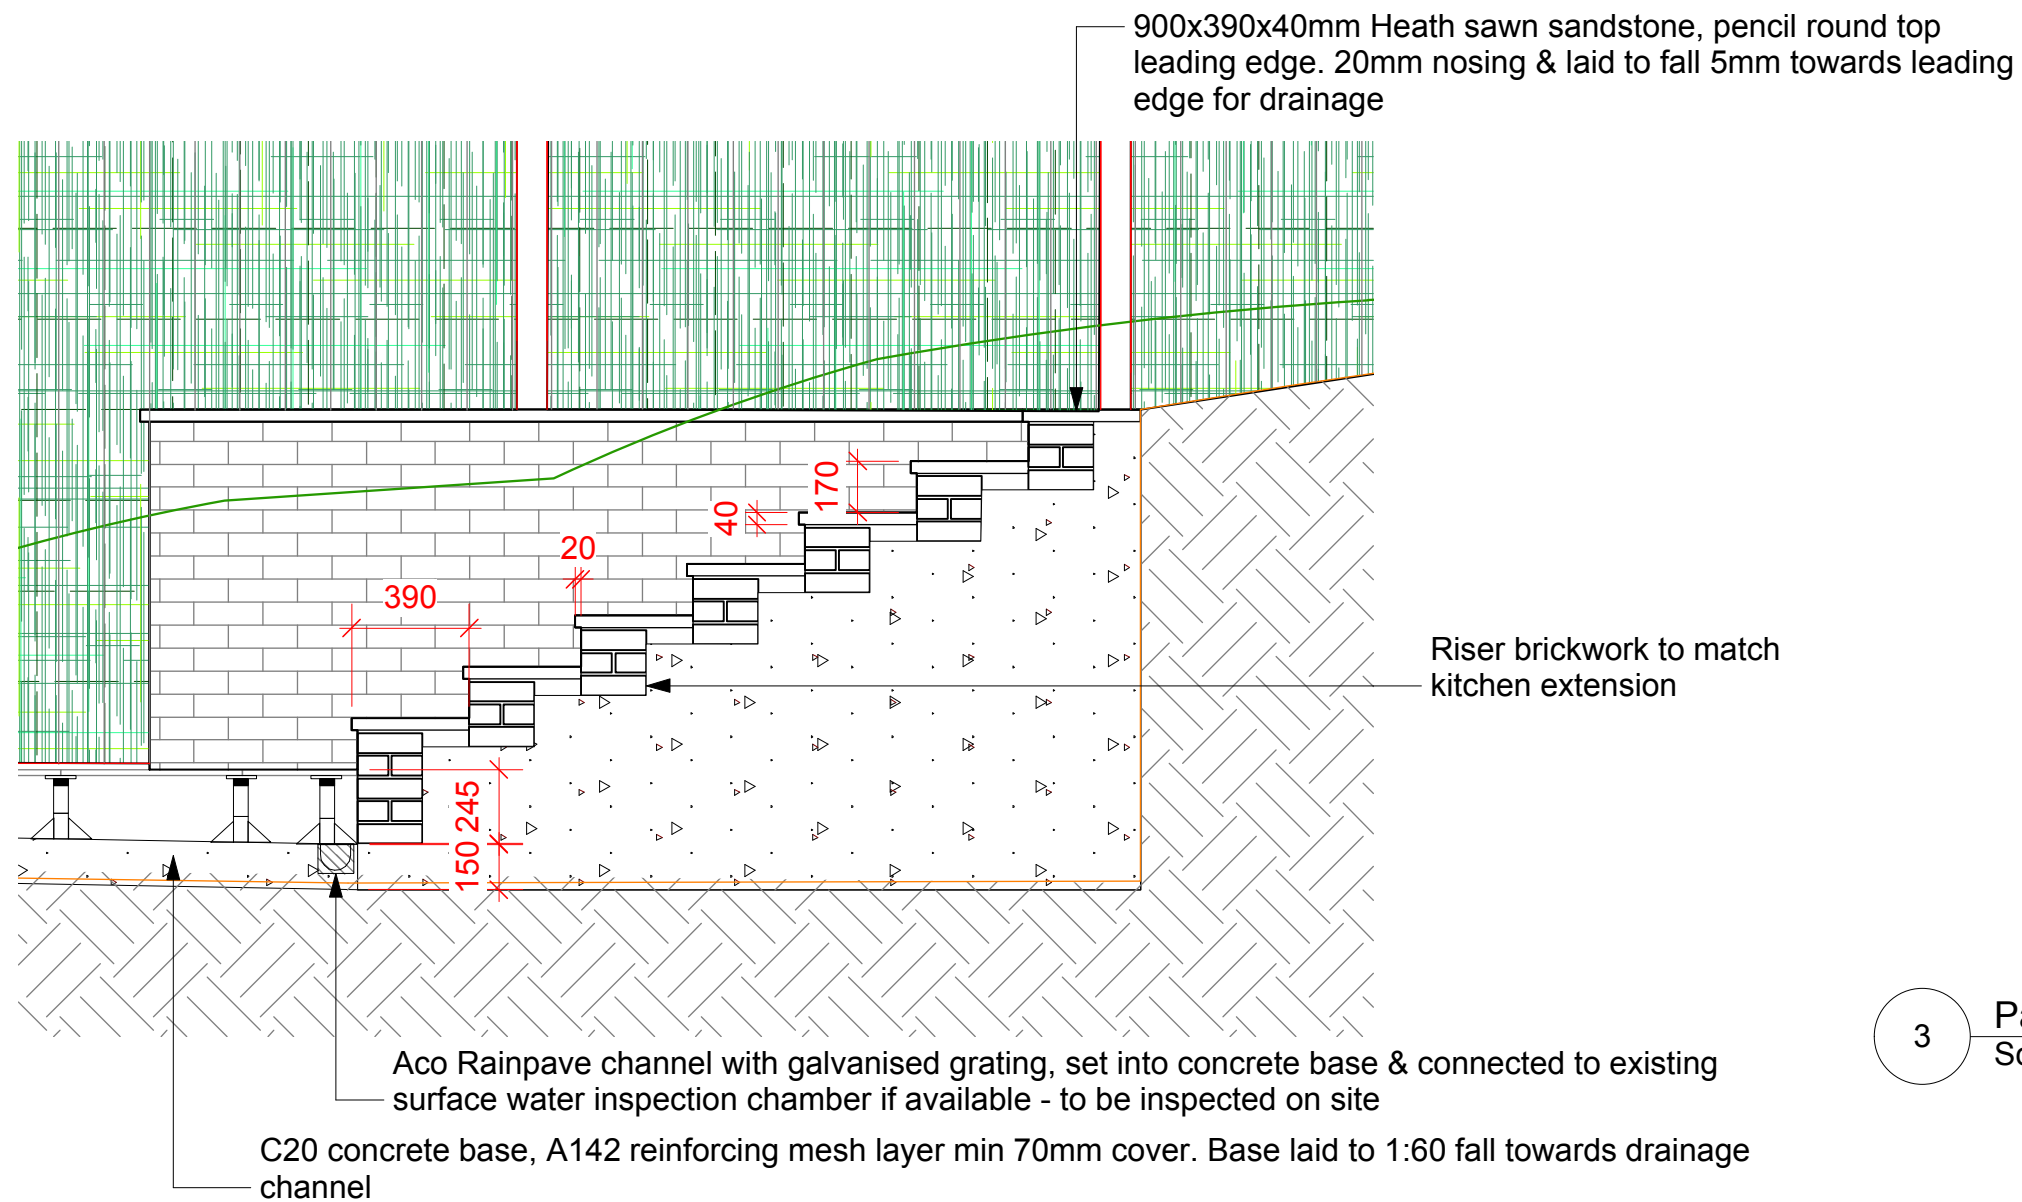 900x390x40mm Heath sawn sandstone, pencil round top
leading edge. 20mm nosing & laid to fall 5mm towards leading
edge for drainage
170
40
20
390
Riser brickwork to match
kitchen extension
245
150
3
Aco Rainpave channel with galvanised grating, set into concrete base & connected to existing
surface water inspection chamber if available - to be inspected on site
C20 concrete base, A142 reinforcing mesh layer min 70mm cover. Base laid to 1:60 fall towards drainage
channel